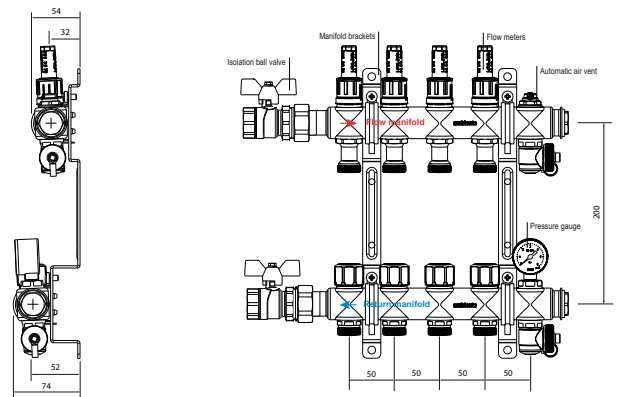 54
32
Manifold brackets
Flow meters
Isolation ball valve
Automatic air vent
Flow manifold
200
Pressure gauge
Return manifold
50
50
50
50
52
74